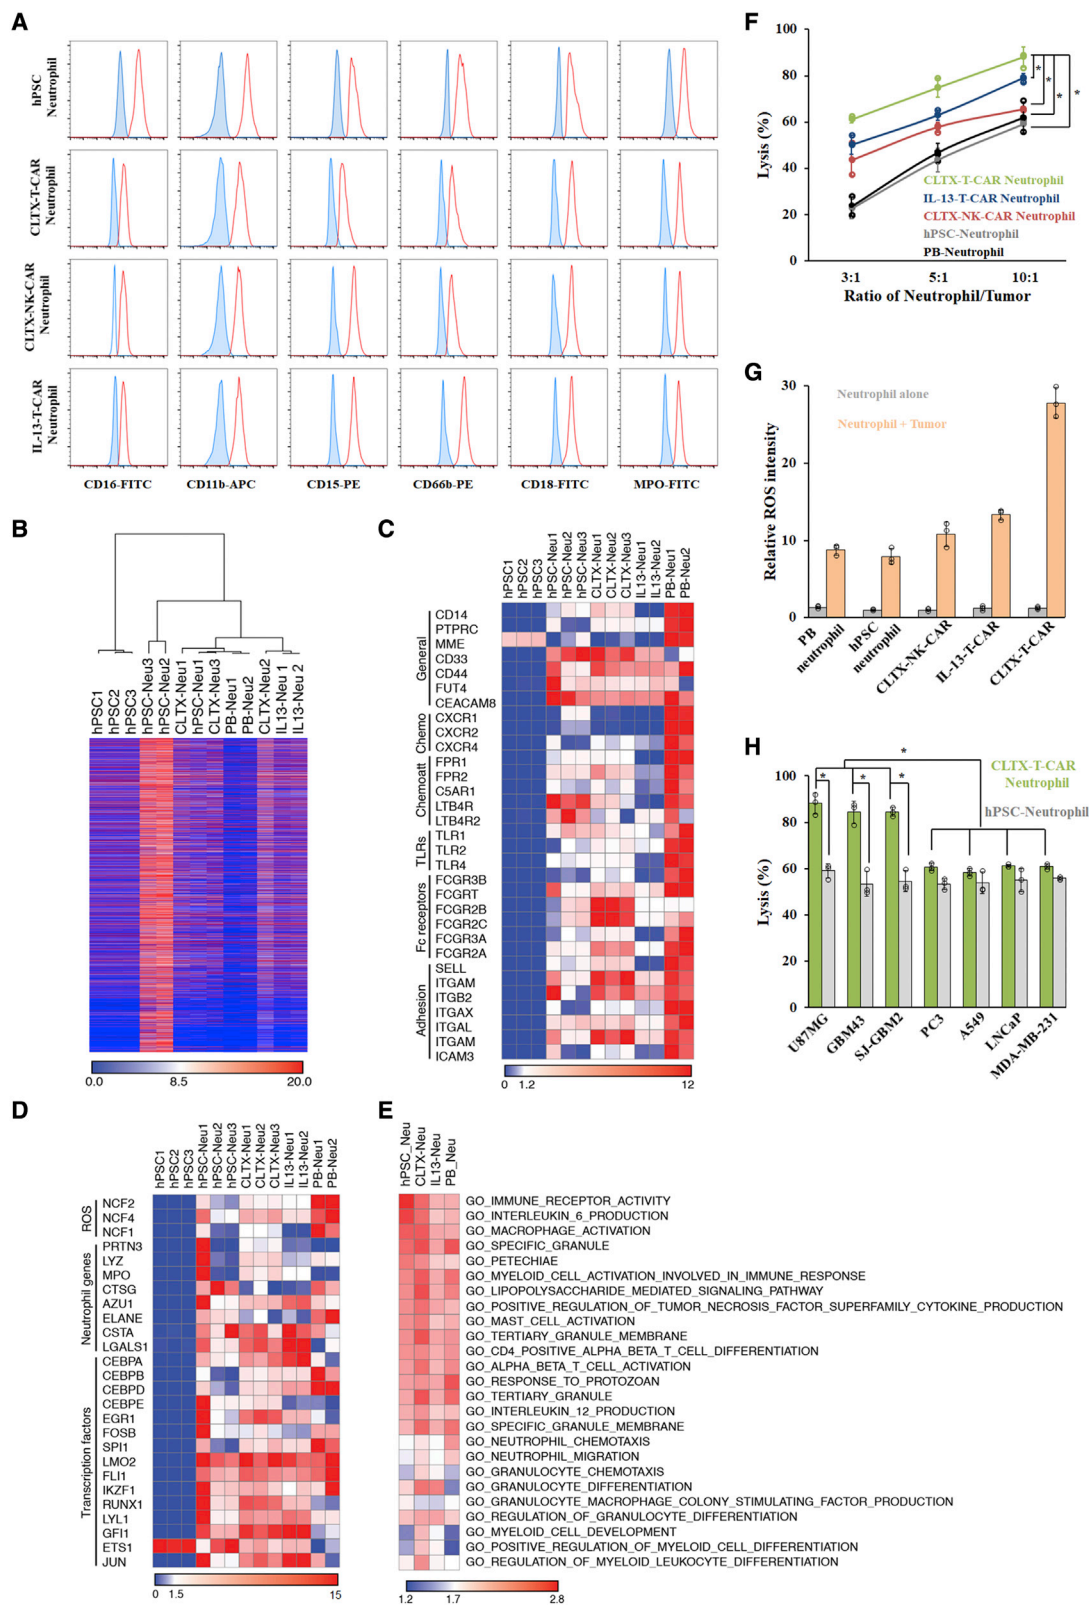 A
hPSC
Neutrophil
CLTX-T-CAR
Neutrophil
CLTX-NK-CAR
Neutrophil
IL-13-T-CAR
Neutrophil
CD16-FITC
CD11b-APC
CD15-PE
CD66b-PE
CD18-FITC
MPO-FITC
B
hPSC1
hPSC2
hPSC3
hPSC-Neu3
hPSC-Neu2
CLTX-Neu1
hPSC-Neu1
CLTX-Neu3
PB-Neu1
PB-Neu2
CLTX-Neu2
IL13-Neu 1
IL13-Neu 2
0.0
8.5
20.0
C
hPSC1
hPSC2
hPSC3
hPSC-Neu1
hPSC-Neu2
hPSC-Neu3
CLTX-Neu1
CLTX-Neu2
CLTX-Neu3
IL13-Neu1
IL13-Neu2
PB-Neu1
PB-Neu2
General
CD14
PTPRC
MME
CD33
CD44
FUT4
CEACAM8
Chemo
CXCR1
CXCR2
CXCR4
Chemoatt
FPR1
FPR2
C5AR1
LTB4R
LTB4R2
TLRs
TLR1
TLR2
TLR4
Fc receptors
FCGR3B
FCGRT
FCGR2B
FCGR2C
FCGR3A
FCGR2A
Adhesion
SELL
ITGAM
ITGB2
ITGAX
ITGAL
ITGAM
ICAM3
0
1.2
12
D
hPSC1
hPSC2
hPSC3
hPSC-Neu1
hPSC-Neu2
hPSC-Neu3
CLTX-Neu1
CLTX-Neu2
CLTX-Neu3
IL13-Neu1
IL13-Neu2
PB-Neu1
PB-Neu2
ROS
NCF2
NCF4
NCF1
Neutrophil genes
PRTN3
LYZ
MPO
CTSG
AZU1
ELANE
CSTA
LGALS1
Transcription factors
CEBPA
CEBPB
CEBPD
CEBPE
EGR1
FOSB
SPI1
LMO2
FLI1
IKZF1
RUNX1
LYL1
GFI1
ETS1
JUN
0
1.5
15
E
hPSC_Neu
CLTX-Neu
IL13-Neu
PB_Neu
GO_IMMUNE_RECEPTOR_ACTIVITY
GO_INTERLEUKIN_6_PRODUCTION
GO_MACROPHAGE_ACTIVATION
GO_SPECIFIC_GRANULE
GO_PETECHIAE
GO_MYELOID_CELL_ACTIVATION_INVOLVED_IN_IMMUNE_RESPONSE
GO_LIPOPOLYSACCHARIDE_MEDIATED_SIGNALING_PATHWAY
GO_POSITIVE_REGULATION_OF_TUMOR_NECROSIS_FACTOR_SUPERFAMILY_CYTOKINE_PRODUCTION
GO_MAST_CELL_ACTIVATION
GO_TERTIARY_GRANULE_MEMBRANE
GO_CD4_POSITIVE_ALPHA_BETA_T_CELL_DIFFERENTIATION
GO_ALPHA_BETA_T_CELL_ACTIVATION
GO_RESPONSE_TO_PROTOZOAN
GO_TERTIARY_GRANULE
GO_INTERLEUKIN_12_PRODUCTION
GO_SPECIFIC_GRANULE_MEMBRANE
GO_NEUTROPHIL_CHEMOTAXIS
GO_NEUTROPHIL_MIGRATION
GO_GRANULOCYTE_CHEMOTAXIS
GO_GRANULOCYTE_DIFFERENTIATION
GO_GRANULOCYTE_MACROPHAGE_COLONY_STIMULATING_FACTOR_PRODUCTION
GO_REGULATION_OF_GRANULOCYTE_DIFFERENTIATION
GO_MYELOID_CELL_DEVELOPMENT
GO_POSITIVE_REGULATION_OF_MYELOID_CELL_DIFFERENTIATION
GO_REGULATION_OF_MYELOID_LEUKOCYTE_DIFFERENTIATION
1.2
1.7
2.8
F
Lysis (%)
100
80
60
40
20
0
*
*
*
*
CLTX-T-CAR Neutrophil
IL-13-T-CAR Neutrophil
CLTX-NK-CAR Neutrophil
hPSC-Neutrophil
PB-Neutrophil
3:1
5:1
10:1
Ratio of Neutrophil/Tumor
G
Relative ROS intensity
30
20
10
0
Neutrophil alone
Neutrophil + Tumor
PB
neutrophil
hPSC
neutrophil
CLTX-NK-CAR
IL-13-T-CAR
CLTX-T-CAR
H
Lysis (%)
100
80
60
40
20
0
*
*
*
*
CLTX-T-CAR
Neutrophil
hPSC-Neutrophil
U87MG
GBM43
SJ-GBM2
PC3
A549
LNCaP
MDA-MB-231